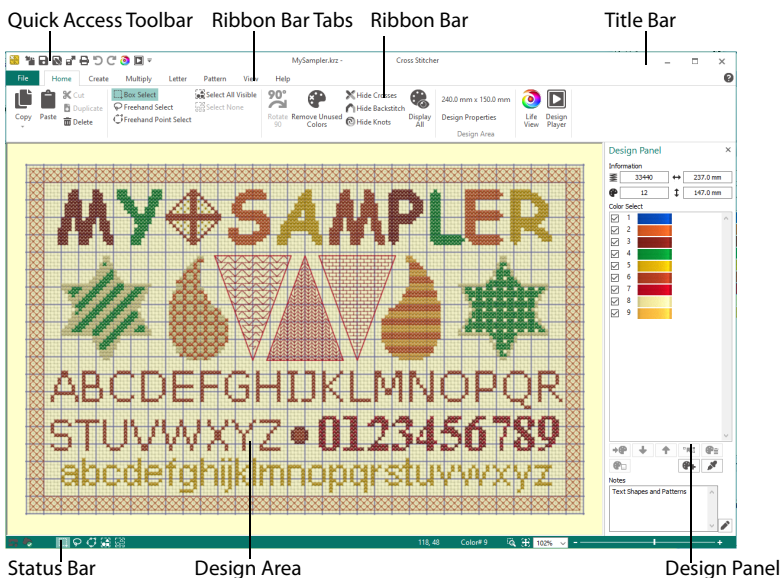 Quick Access Toolbar Ribbon Bar Tabs Ribbon Bar Title Bar
MySampler.krz - Cross Stitcher
File Home Create Multiply Letter Pattern View Help
Copy
Paste
Cut
Duplicate
Delete
Box Select
Freehand Select
Freehand Point Select
Select All Visible
Select None
90°
Rotate
90
Remove Unused
Colors
Hide Crosses
Hide Backstitch
Hide Knots
Display
All
240.0 mm x 150.0 mm
Design Properties
Design Area
Life
View
Design
Player
MY SAMPLER
ABCDEFGHIJKLMNOPQR
STUVWXYZ 0123456789
abcdefghijklmnopqrstuvwxyz
Design Panel
Information
33440 237.0 mm
12 147.0 mm
Color Select
1
2
3
4
5
6
7
8
9
Notes
Text Shapes and Patterns
118, 48 Color# 9 102%
Status Bar Design Area Design Panel